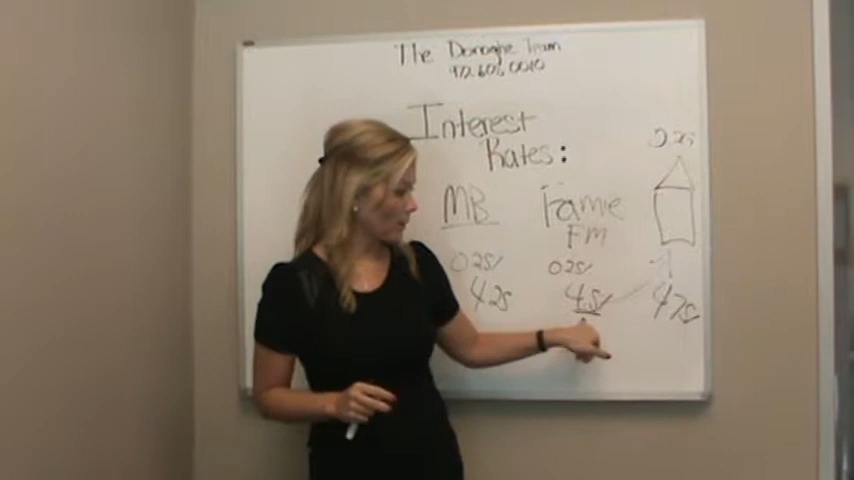 The Donaghe Team
972.608.0010
Interest
Rates:
0.25
MB
Fannie
FM
0.25%
0.25%
4.25
4.5%
4.75